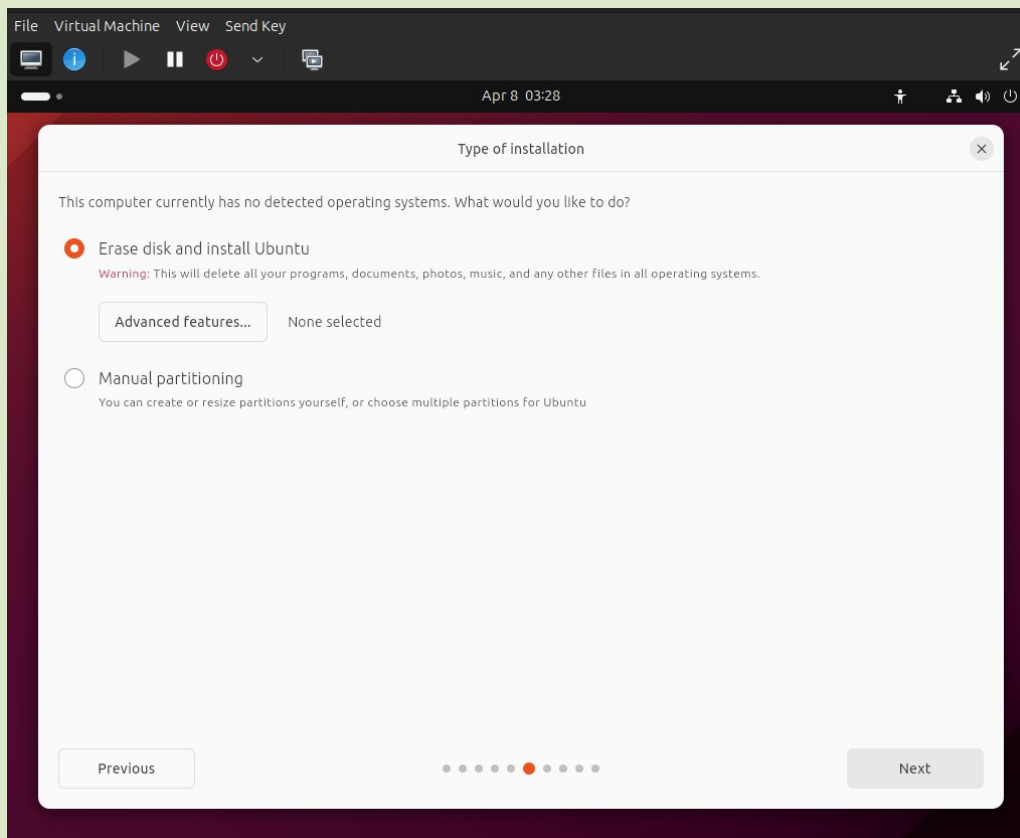 File Virtual Machine View Send Key
Apr 8 03:28
Type of installation
This computer currently has no detected operating systems. What would you like to do?
Erase disk and install Ubuntu
Warning: This will delete all your programs, documents, photos, music, and any other files in all operating systems.
Advanced features... None selected
Manual partitioning
You can create or resize partitions yourself, or choose multiple partitions for Ubuntu
Previous Next